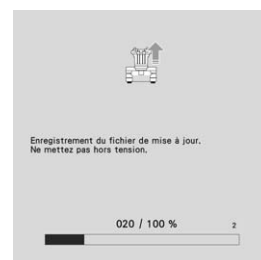 Enregistrement du fichier de mise à jour.
Ne mettez pas hors tension.
020 / 100 %
2